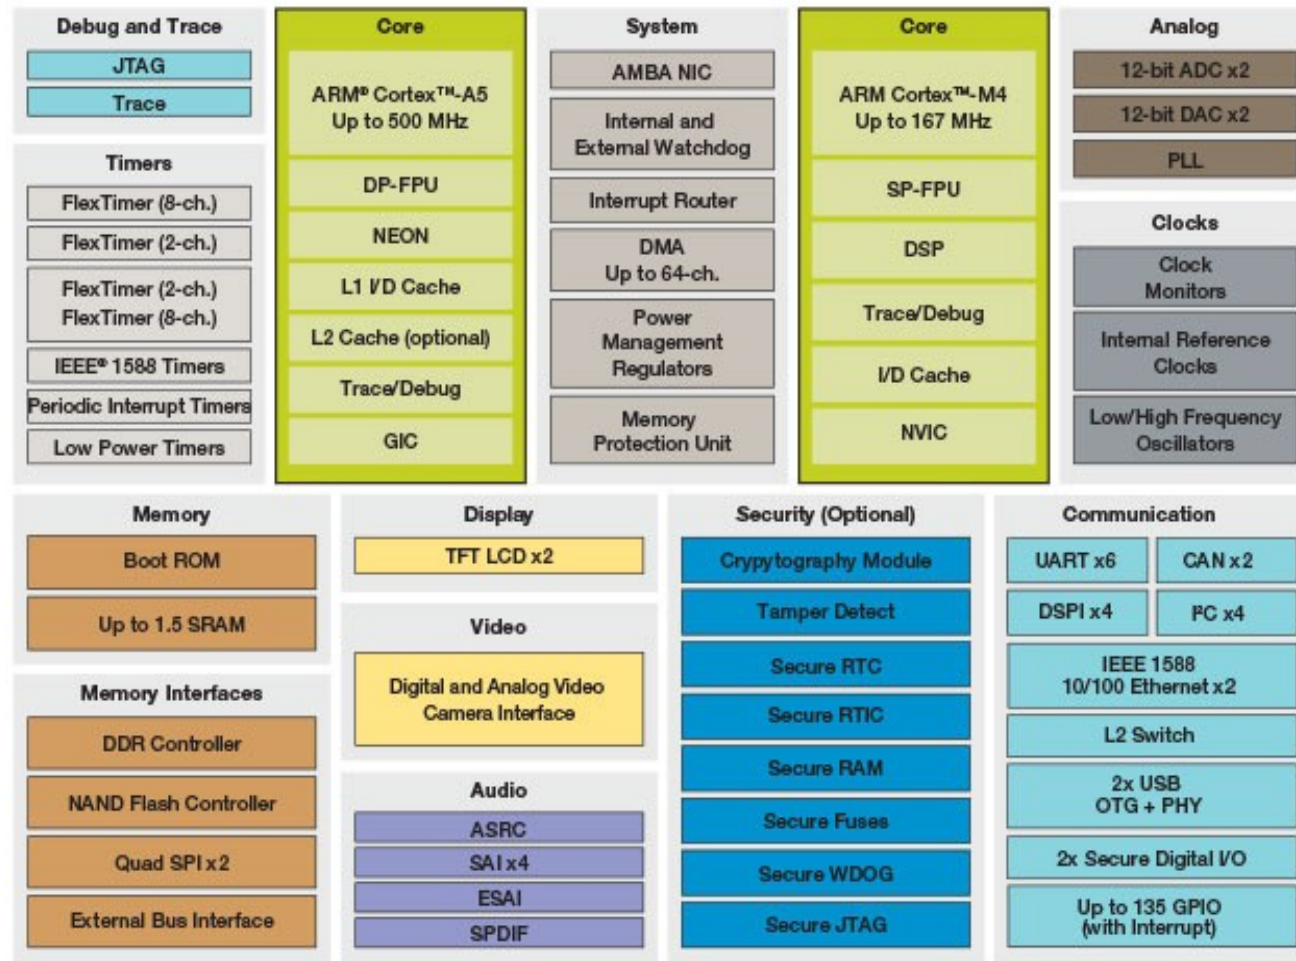 Debug and Trace
JTAG
Trace
Timers
FlexTimer (8-ch.)
FlexTimer (2-ch.)
FlexTimer (2-ch.)
FlexTimer (8-ch.)
IEEE® 1588 Timers
Periodic Interrupt Timers
Low Power Timers
Core
ARM® Cortex™-A5
Up to 500 MHz
DP-FPU
NEON
L1 I/D Cache
L2 Cache (optional)
Trace/Debug
GIC
System
AMBA NIC
Internal and
External Watchdog
Interrupt Router
DMA
Up to 64-ch.
Power
Management
Regulators
Memory
Protection Unit
Core
ARM Cortex™-M4
Up to 167 MHz
SP-FPU
DSP
Trace/Debug
I/D Cache
NVIC
Analog
12-bit ADC x2
12-bit DAC x2
PLL
Clocks
Clock
Monitors
Internal Reference
Clocks
Low/High Frequency
Oscillators
Memory
Boot ROM
Up to 1.5 SRAM
Memory Interfaces
DDR Controller
NAND Flash Controller
Quad SPI x2
External Bus Interface
Display
TFT LCD x2
Video
Digital and Analog Video
Camera Interface
Audio
ASRC
SAI x4
ESAI
SPDIF
Security (Optional)
Crypytography Module
Tamper Detect
Secure RTC
Secure RTIC
Secure RAM
Secure Fuses
Secure WDOG
Secure JTAG
Communication
UART x6
CAN x2
DSPI x4
I²C x4
IEEE 1588
10/100 Ethernet x2
L2 Switch
2x USB
OTG + PHY
2x Secure Digital I/O
Up to 135 GPIO
(with Interrupt)